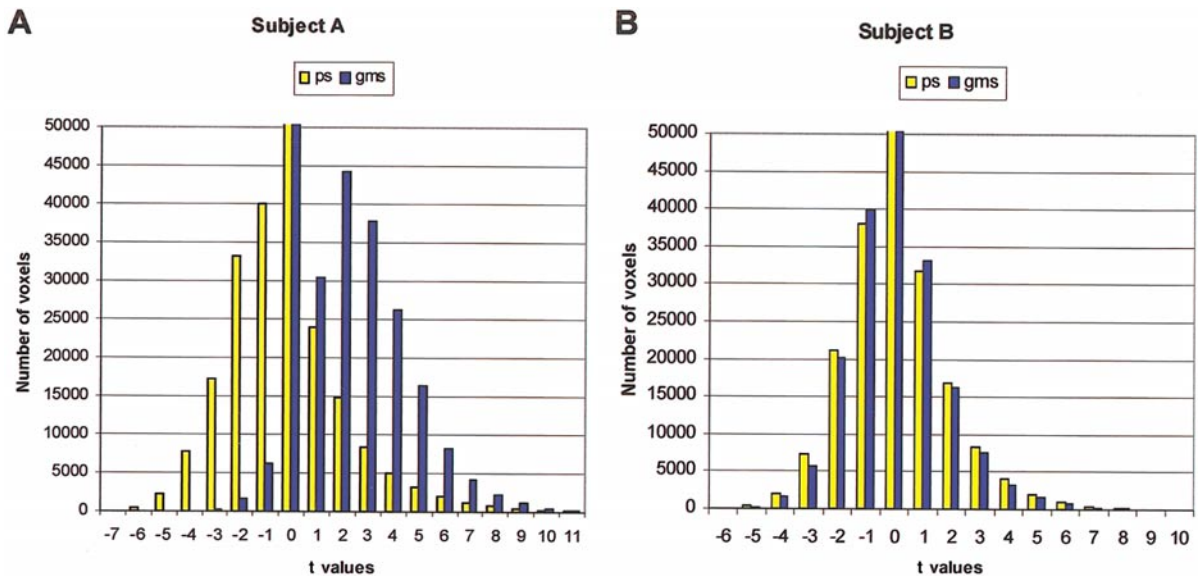 A
Subject A
ps gms
50000
45000
40000
35000
30000
25000
20000
15000
10000
5000
0
Number of voxels
-7 -6 -5 -4 -3 -2 -1 0 1 2 3 4 5 6 7 8 9 10 11
t values
B
Subject B
ps gms
50000
45000
40000
35000
30000
25000
20000
15000
10000
5000
0
Number of voxels
-6 -5 -4 -3 -2 -1 0 1 2 3 4 5 6 7 8 9 10
t values